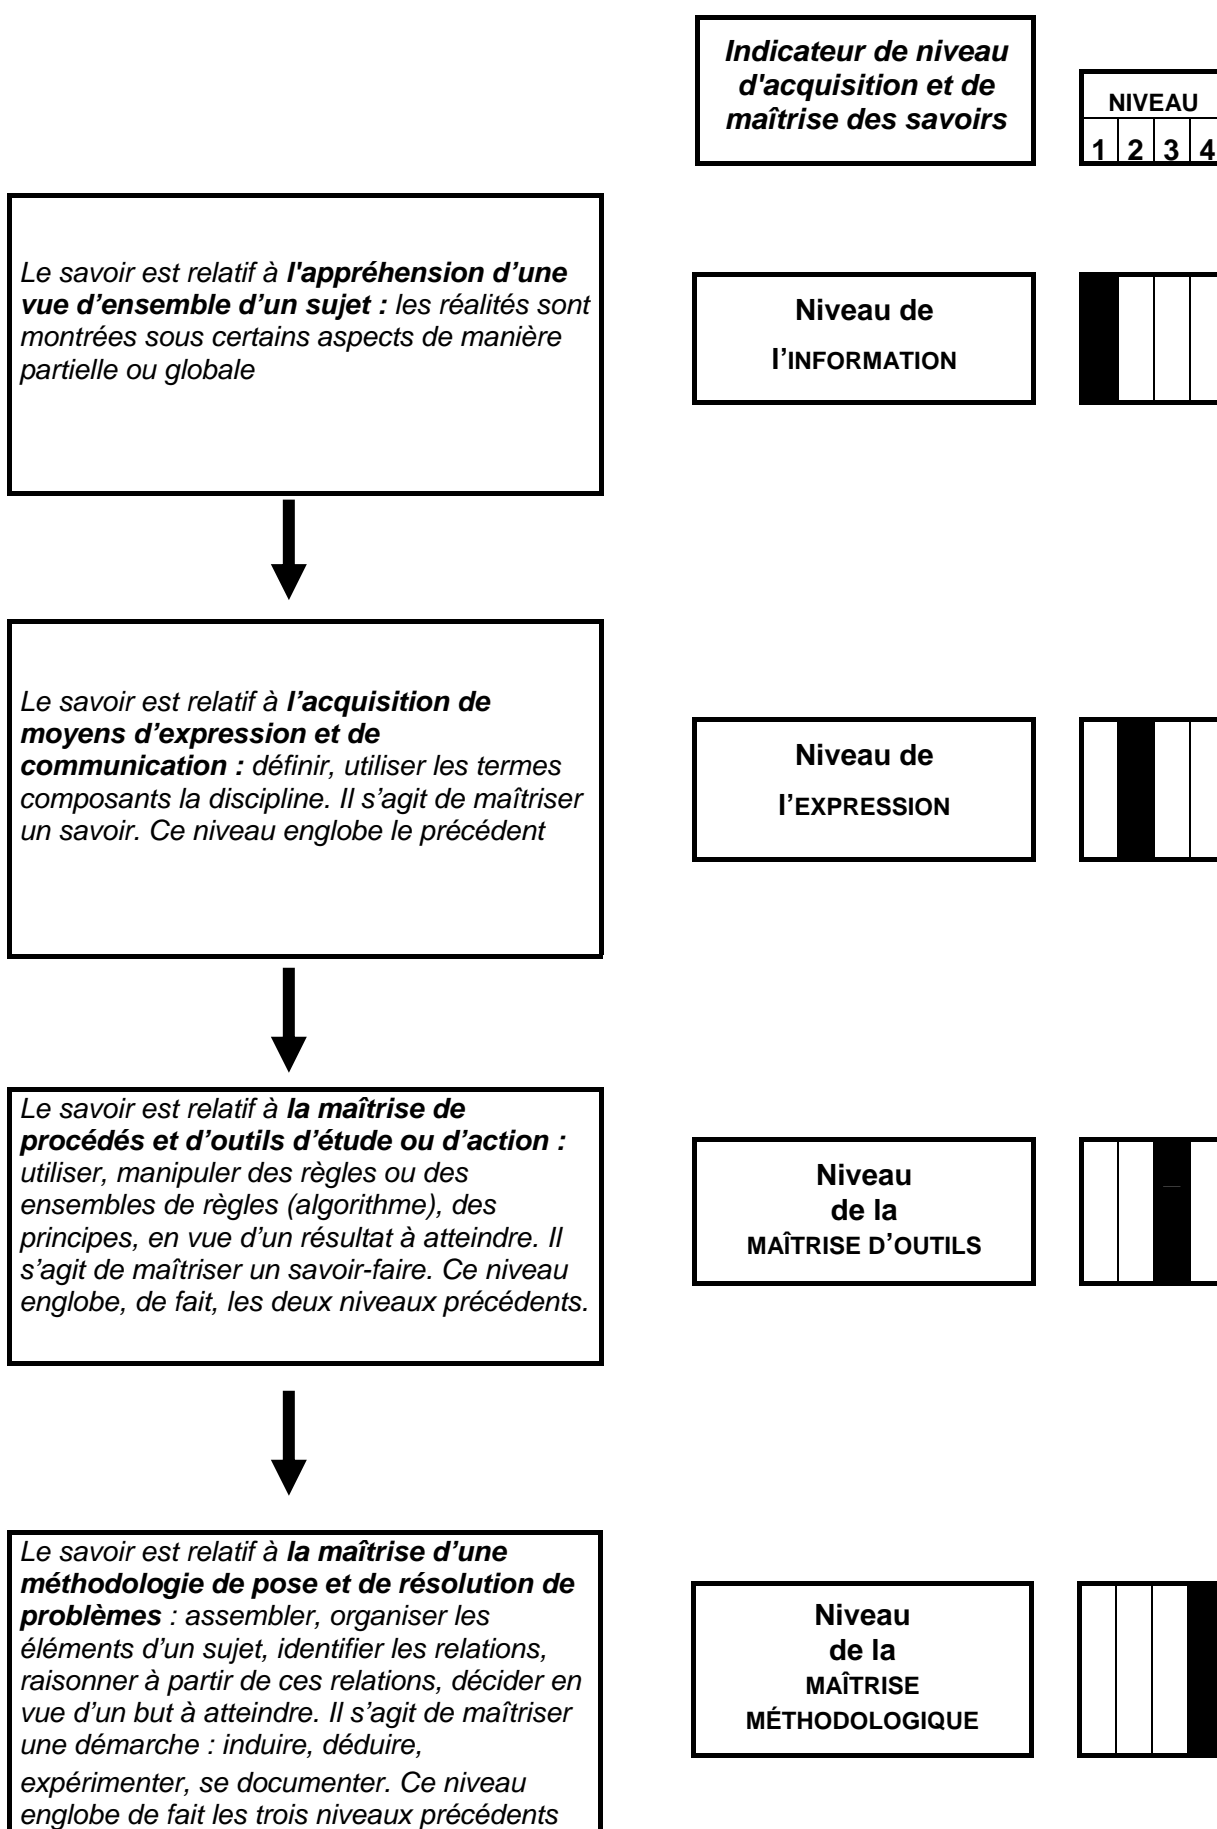 Indicateur de niveau
d'acquisition et de
maîtrise des savoirs
NIVEAU
1 2 3 4
Le savoir est relatif à l'appréhension d’une
vue d’ensemble d’un sujet : les réalités sont
montrées sous certains aspects de manière
partielle ou globale
Niveau de
l’INFORMATION
Le savoir est relatif à l’acquisition de
moyens d’expression et de
communication : définir, utiliser les termes
composants la discipline. Il s’agit de maîtriser
un savoir. Ce niveau englobe le précédent
Niveau de
l’EXPRESSION
Le savoir est relatif à la maîtrise de
procédés et d’outils d’étude ou d’action :
utiliser, manipuler des règles ou des
ensembles de règles (algorithme), des
principes, en vue d’un résultat à atteindre. Il
s’agit de maîtriser un savoir-faire. Ce niveau
englobe, de fait, les deux niveaux précédents.
Niveau
de la
MAÎTRISE D’OUTILS
Le savoir est relatif à la maîtrise d’une
méthodologie de pose et de résolution de
problèmes : assembler, organiser les
éléments d’un sujet, identifier les relations,
raisonner à partir de ces relations, décider en
vue d’un but à atteindre. Il s’agit de maîtriser
une démarche : induire, déduire,
expérimenter, se documenter. Ce niveau
englobe de fait les trois niveaux précédents
Niveau
de la
MAÎTRISE
MÉTHODOLOGIQUE